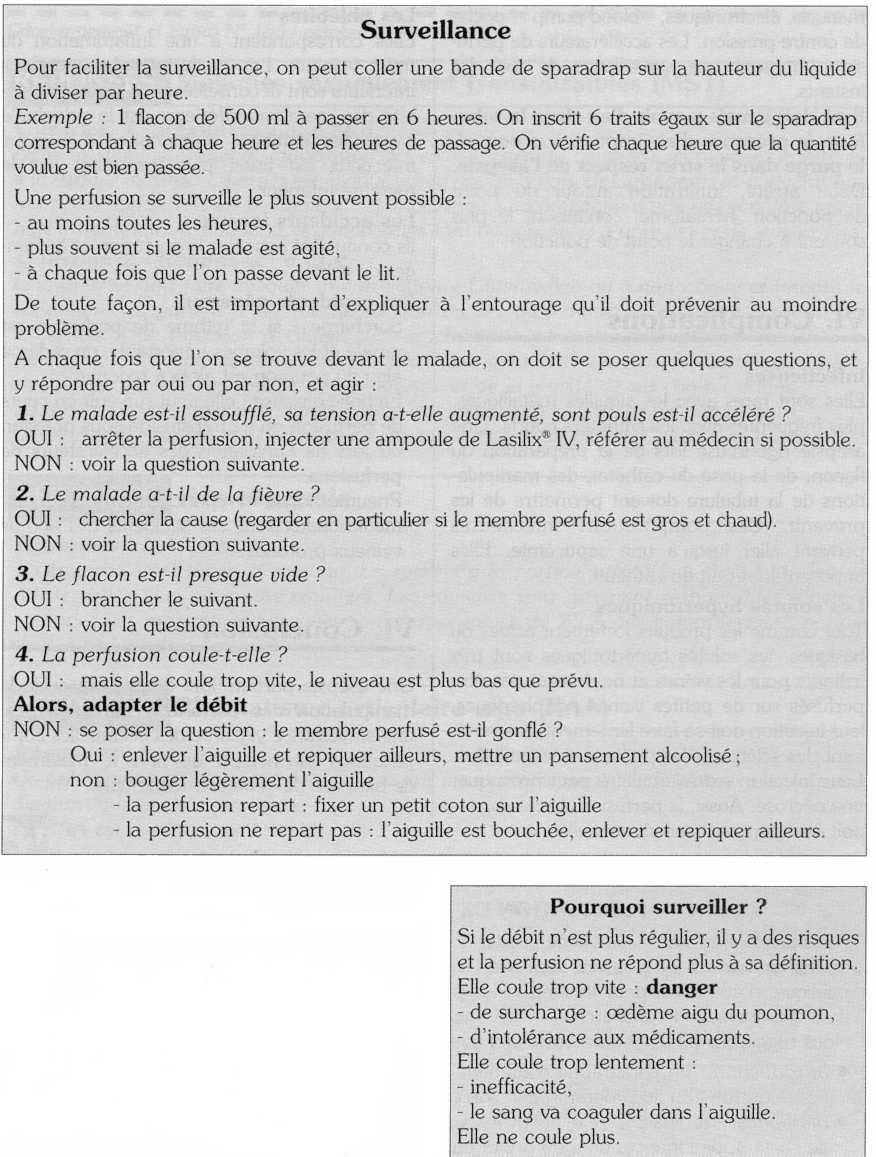 Surveillance
Pour faciliter la surveillance, on peut coller une bande de sparadrap sur la hauteur du liquide
à diviser par heure.
Exemple : 1 flacon de 500 ml à passer en 6 heures. On inscrit 6 traits égaux sur le sparadrap
correspondant à chaque heure et les heures de passage. On vérifie chaque heure que la quantité
voulue est bien passée.
Une perfusion se surveille le plus souvent possible :
- au moins toutes les heures,
- plus souvent si le malade est agité,
- à chaque fois que l'on passe devant le lit.
De toute façon, il est important d'expliquer à l'entourage qu'il doit prévenir au moindre
problème.
A chaque fois que l'on se trouve devant le malade, on doit se poser quelques questions, et
y répondre par oui ou par non, et agir :
1. Le malade est-il essoufflé, sa tension a-t-elle augmenté, sont pouls est-il accéléré ?
OUI : arrêter la perfusion, injecter une ampoule de Lasilix® IV, référer au médecin si possible.
NON : voir la question suivante.
2. Le malade a-t-il de la fièvre ?
OUI : chercher la cause (regarder en particulier si le membre perfusé est gros et chaud).
NON : voir la question suivante.
3. Le flacon est-il presque vide ?
OUI : brancher le suivant.
NON : voir la question suivante.
4. La perfusion coule-t-elle ?
OUI : mais elle coule trop vite, le niveau est plus bas que prévu.
Alors, adapter le débit
NON : se poser la question : le membre perfusé est-il gonflé ?
Oui : enlever l'aiguille et repiquer ailleurs, mettre un pansement alcoolisé ;
non : bouger légèrement l'aiguille
- la perfusion repart : fixer un petit coton sur l'aiguille
- la perfusion ne repart pas : l'aiguille est bouchée, enlever et repiquer ailleurs.
Pourquoi surveiller ?
Si le débit n'est plus régulier, il y a des risques
et la perfusion ne répond plus à sa définition.
Elle coule trop vite : danger
- de surcharge : œdème aigu du poumon,
- d'intolérance aux médicaments.
Elle coule trop lentement :
- inefficacité,
- le sang va coaguler dans l'aiguille.
Elle ne coule plus.